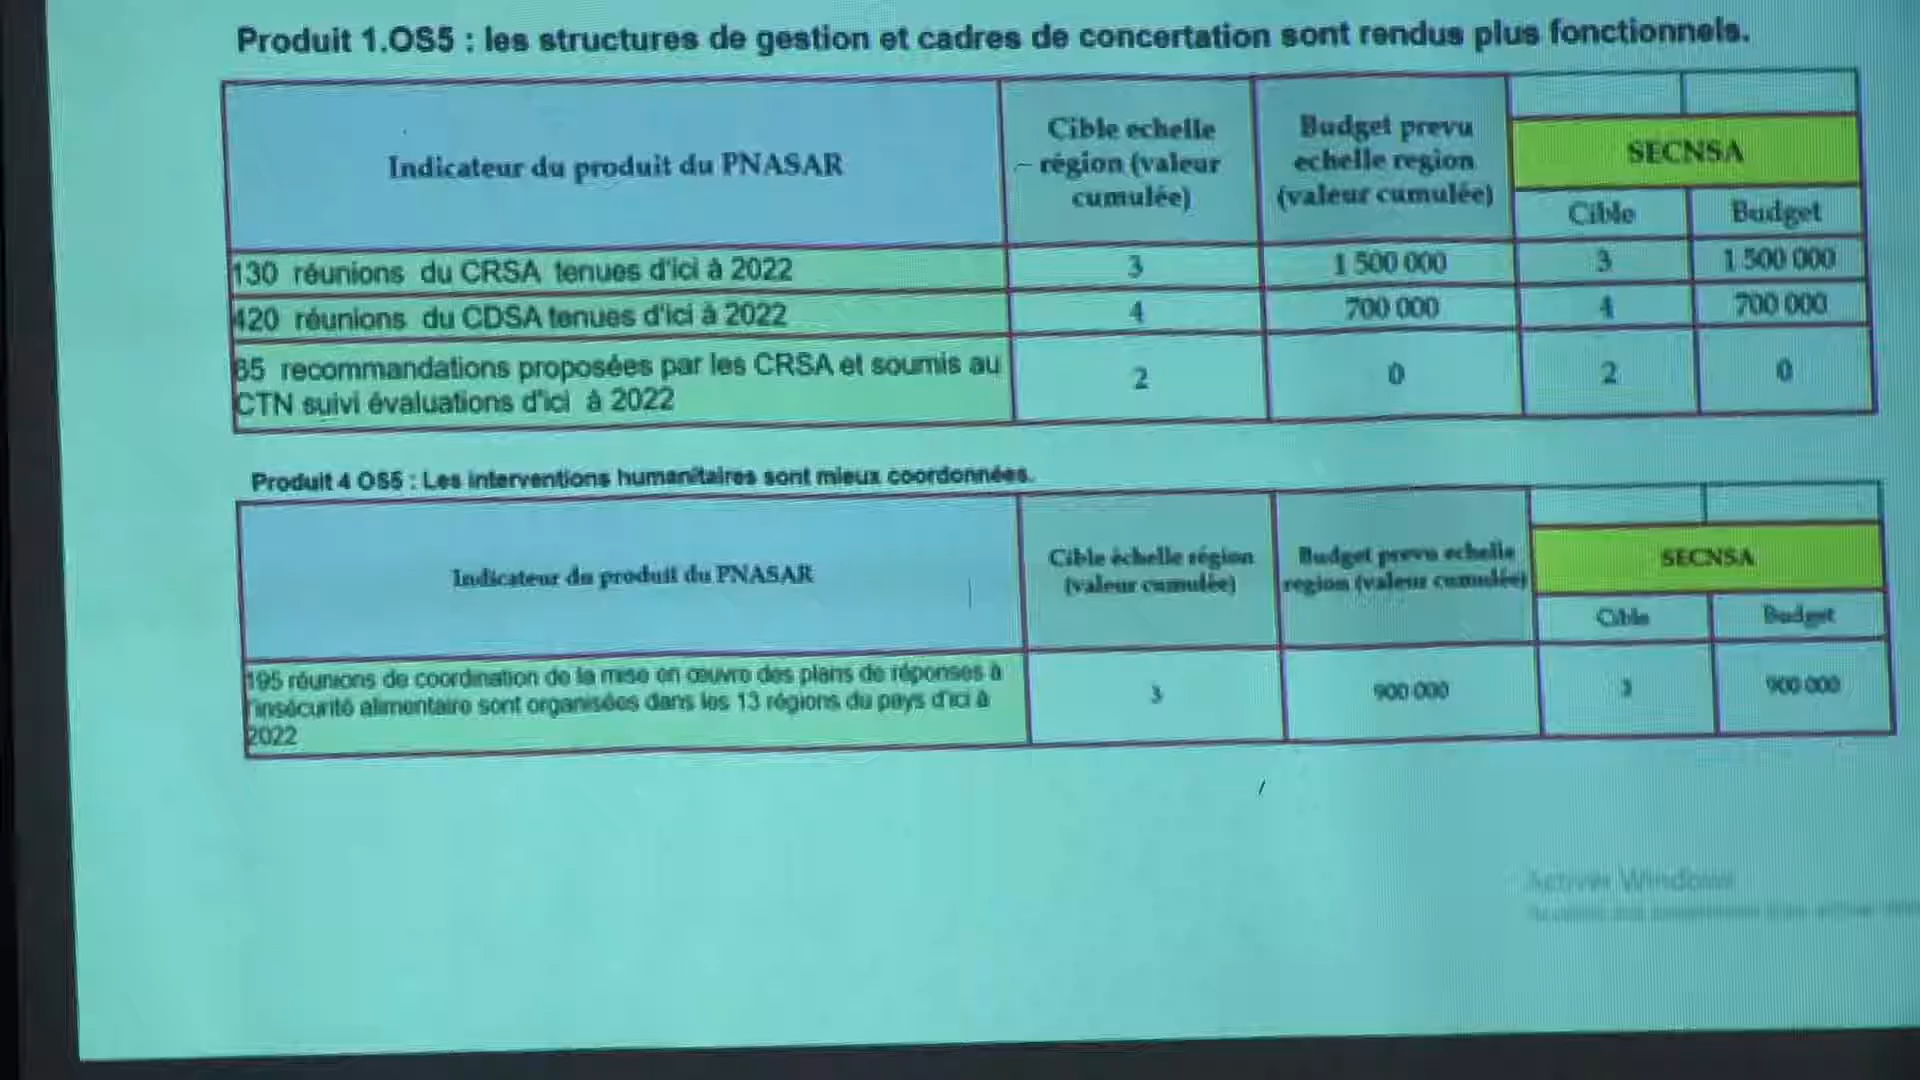 Produit 1.OS5 : les structures de gestion et cadres de concertation sont rendus plus fonctionnels.
Indicateur du produit du PNASAR
Cible echelle
– région (valeur
cumulée)
Budget prevu
echelle region
(valeur cumulée)
SECNSA
Cible
Budget
130 réunions du CRSA tenues d'ici à 2022
3
1 500 000
3
1 500 000
420 réunions du CDSA tenues d'ici à 2022
4
700 000
4
700 000
recommandations proposées par les CRSA et soumis au
CTN suivi évaluations d'ici à 2022
2
0
2
0
Produit 4 OS5 : Les interventions humanitaires sont mieux coordonnées.
Indicateur du produit du PNASAR
Cible échelle région
(valeur cumulée)
Budget prevu echelle
region (valeur cumulée)
SECNSA
Cible
Budget
195 réunions de coordination de la mise en œuvre des plans de réponses à
l'insécurité alimentaire sont organisées dans les 13 régions du pays d'ici à
2022
3
900 000
3
900 000
Activer Windows